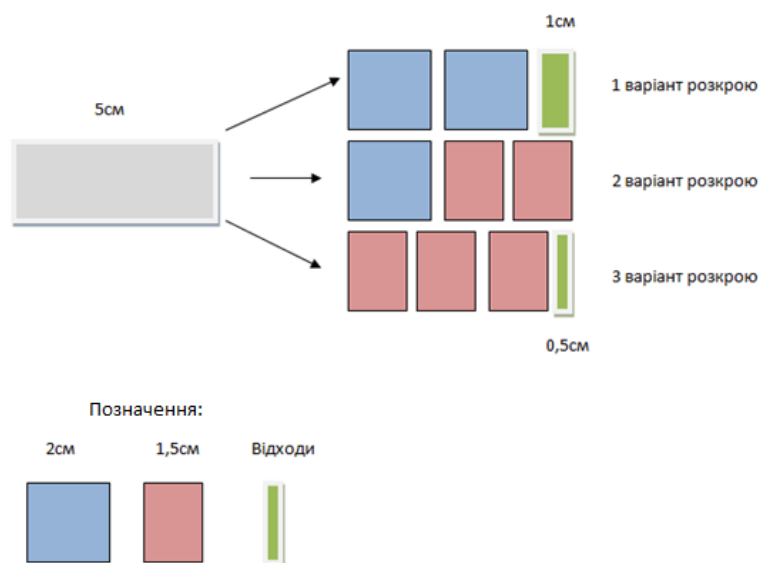 1см
1 варіант розкрою
5см
2 варіант розкрою
3 варіант розкрою
0,5см
Позначення:
2см 1,5см Відходи